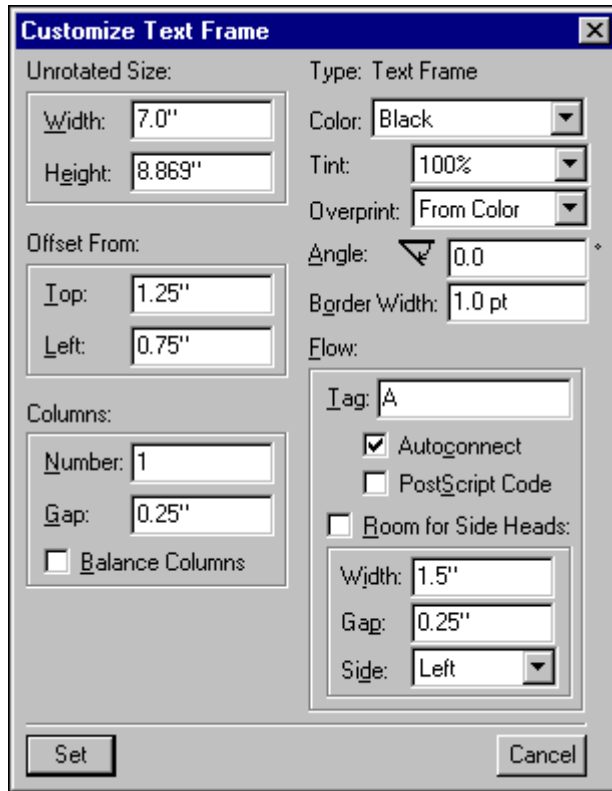 Customize Text Frame
Unrotated Size:
Width: 7.0"
Height: 8.869"
Offset From:
Top: 1.25"
Left: 0.75"
Columns:
Number: 1
Gap: 0.25"
Balance Columns
Type: Text Frame
Color: Black
Tint: 100%
Overprint: From Color
Angle: 0.0 °
Border Width: 1.0 pt
Flow:
Tag: A
Autoconnect
PostScript Code
Room for Side Heads:
Width: 1.5"
Gap: 0.25"
Side: Left
Set
Cancel